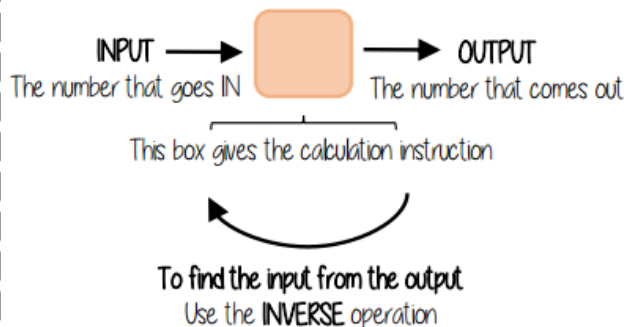 INPUT
OUTPUT
The number that goes IN
The number that comes out
This box gives the calculation instruction
To find the input from the output
Use the INVERSE operation